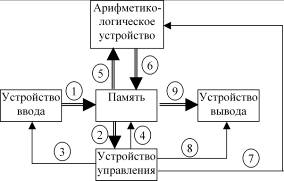 Арифметико-
логическое
устройство
5
6
Устройство
ввода
1
Память
9
Устройство
вывода
2
4
3
Устройство
управления
8
7